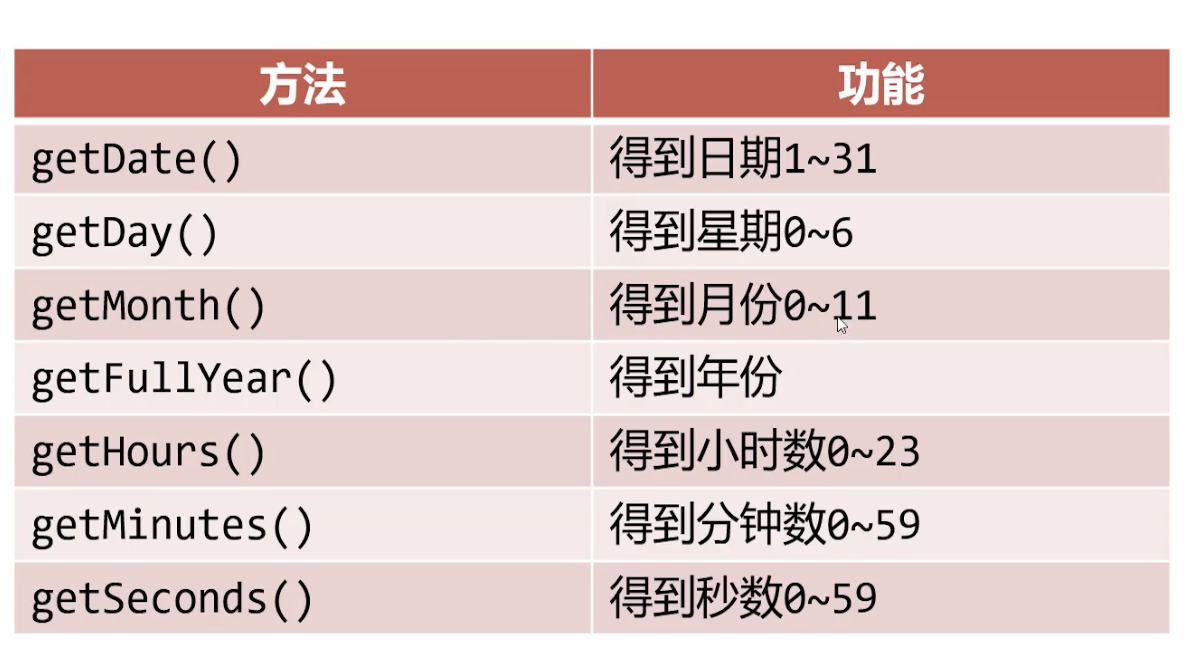 方法 功能
getDate() 得到日期1~31
getDay() 得到星期0~6
getMonth() 得到月份0~11
getFullYear() 得到年份
getHours() 得到小时数0~23
getMinutes() 得到分钟数0~59
getSeconds() 得到秒数0~59